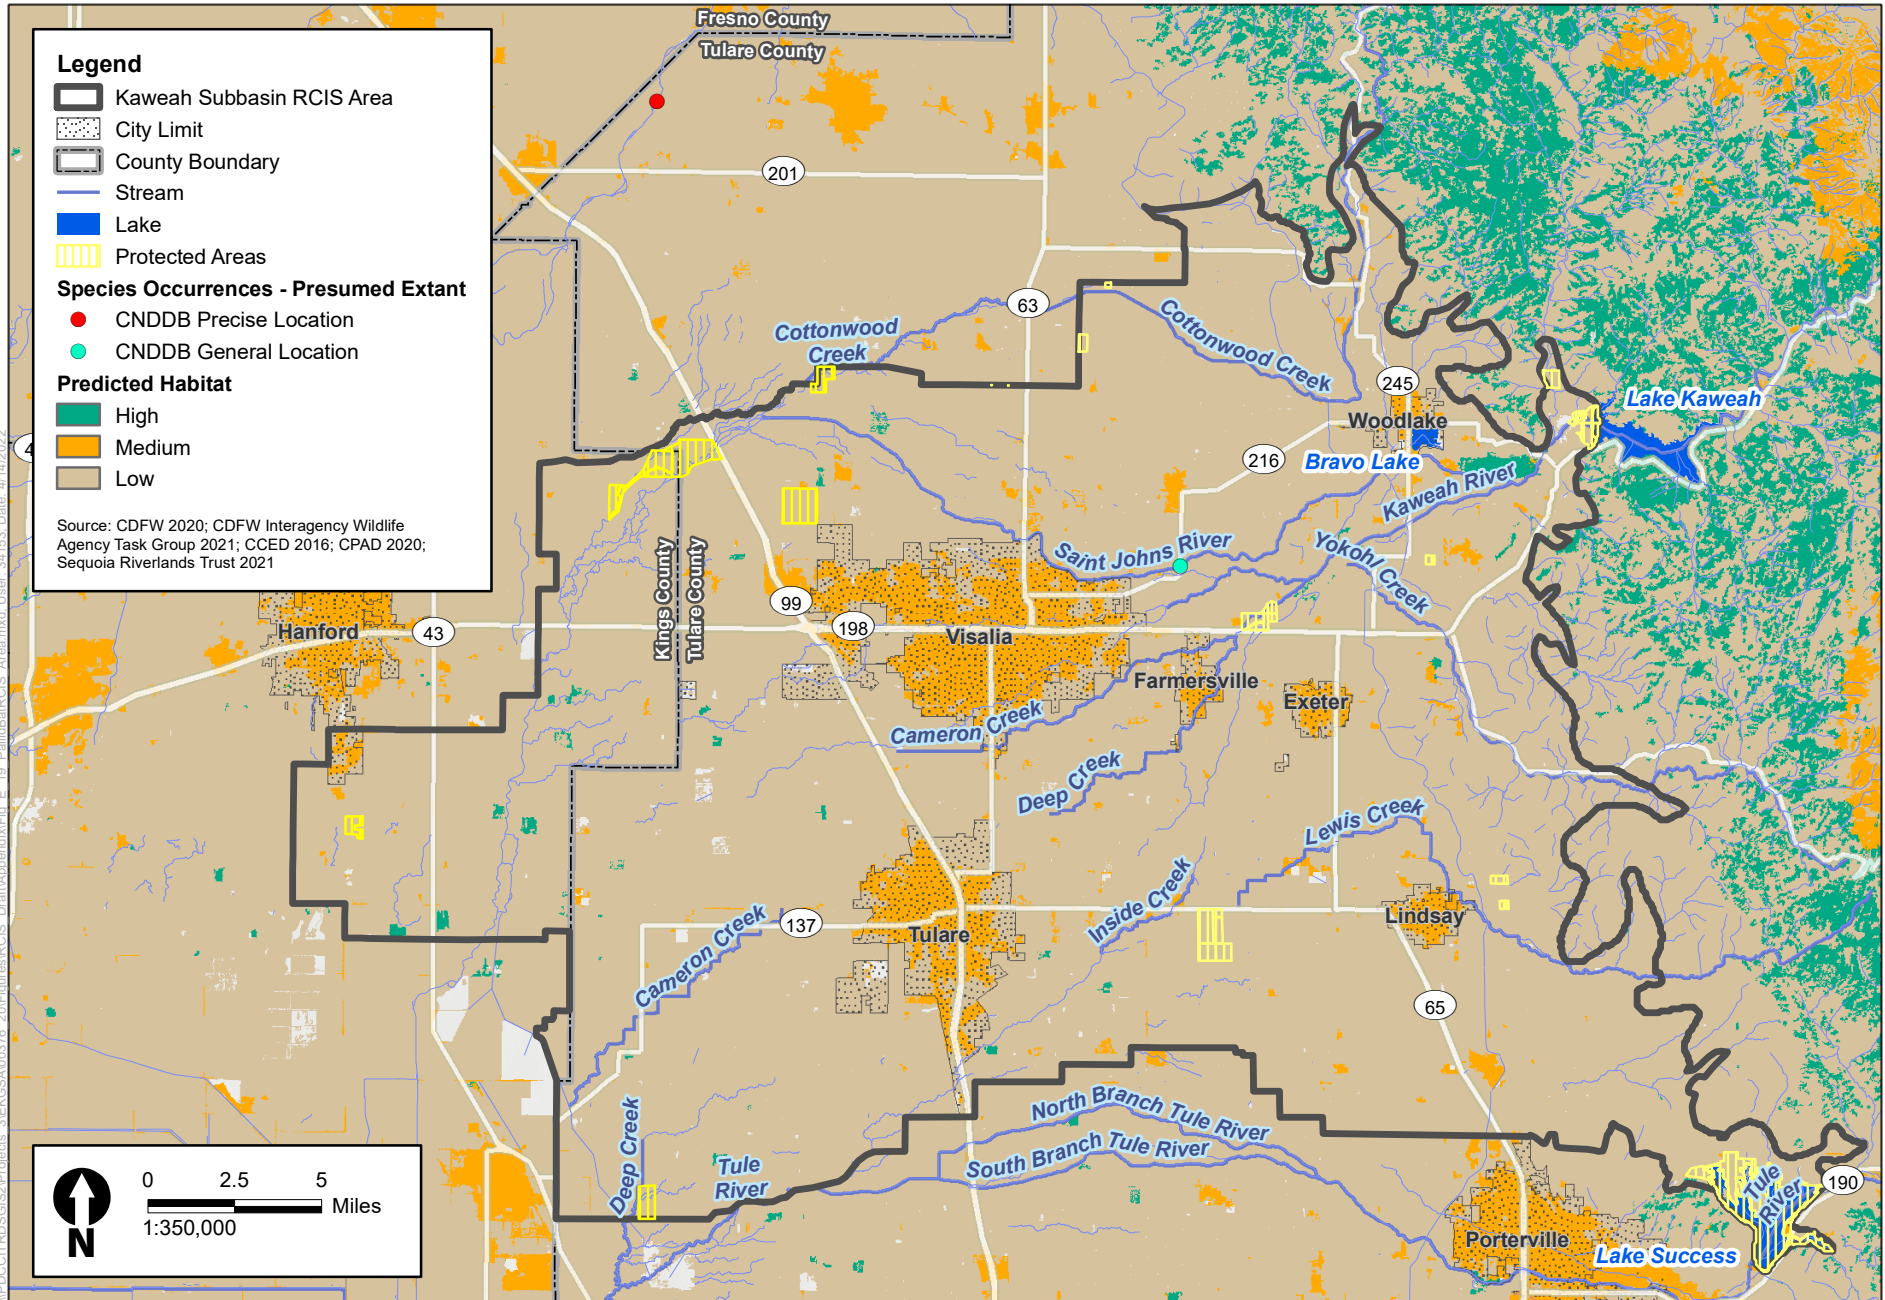 Legend
Kaweah Subbasin RCIS Area
City Limit
County Boundary
Stream
Lake
Protected Areas
Species Occurrences - Presumed Extant
CNDDB Precise Location
CNDDB General Location
Predicted Habitat
High
Medium
Low
Source: CDFW 2020; CDFW Interagency Wildlife
Agency Task Group 2021; CCED 2016; CPAD 2020;
Sequoia Riverlands Trust 2021
Fresno County
Tulare County
201
63
Cottonwood
Creek
Cottonwood Creek
245
Woodlake
Lake Kaweah
216
Bravo Lake
Kaweah River
Saint Johns River
Yokohl Creek
Kings County
Tulare County
4
Hanford
43
99
198
Visalia
Farmersville
Exeter
Cameron Creek
Deep Creek
Lewis Creek
Inside Creek
Lindsay
137
Tulare
Cameron Creek
65
North Branch Tule River
South Branch Tule River
Deep Creek
Tule
River
Tule
River
190
Porterville
Lake Success
N
0 2.5 5
Miles
1:350,000